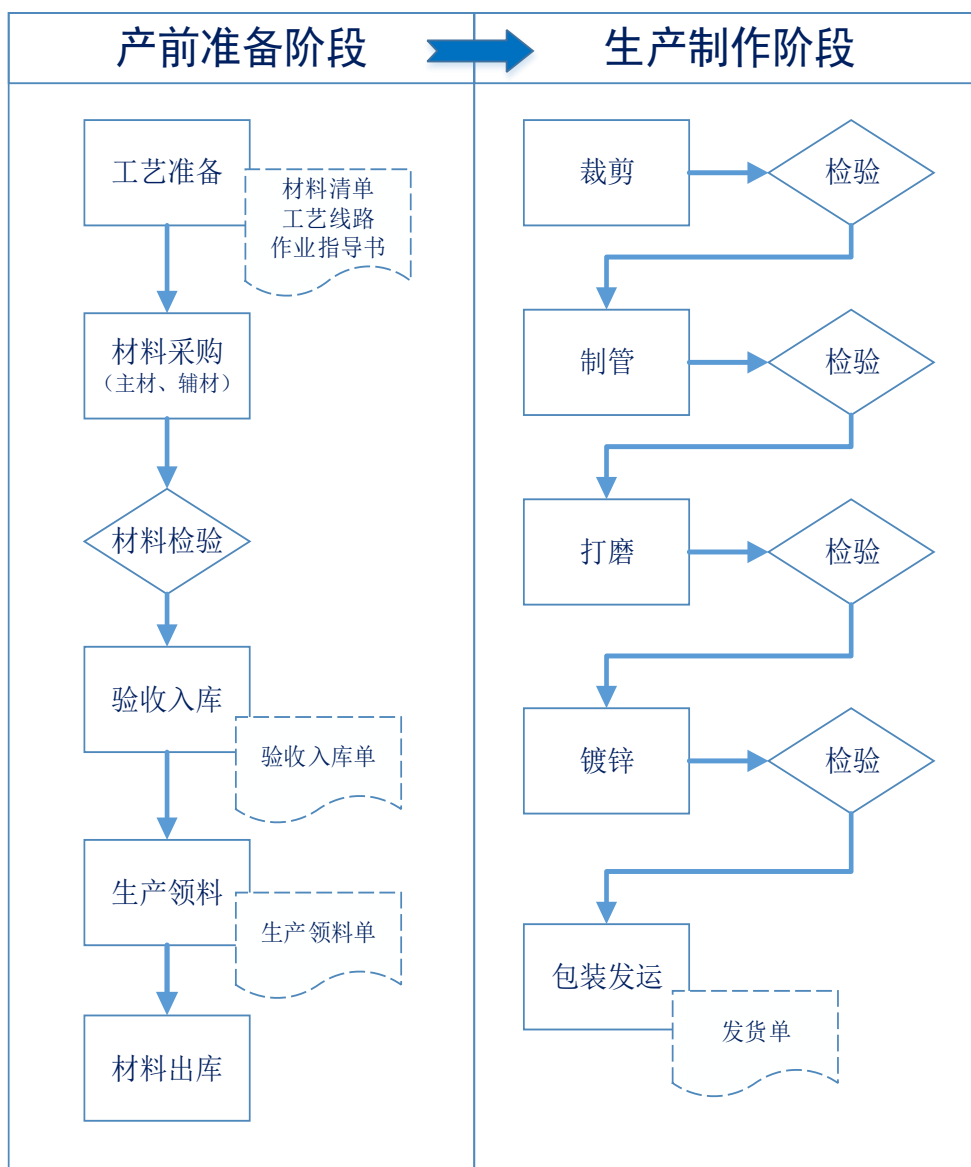 产前准备阶段
生产制作阶段
工艺准备
材料清单
工艺线路
作业指导书
材料采购
（主材、辅材）
材料检验
验收入库
验收入库单
生产领料
生产领料单
材料出库
裁剪
检验
制管
检验
打磨
检验
镀锌
检验
包装发运
发货单